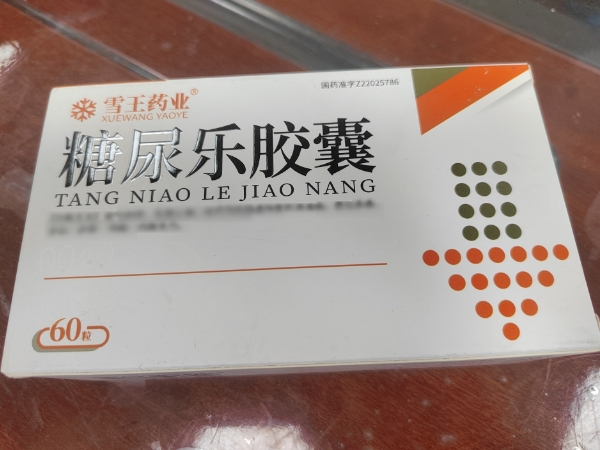 国药准字Z22025786
雪王药业®
XUEWANG YAOYE
糖尿乐胶囊
TANG NIAO LE JIAO NANG
60粒